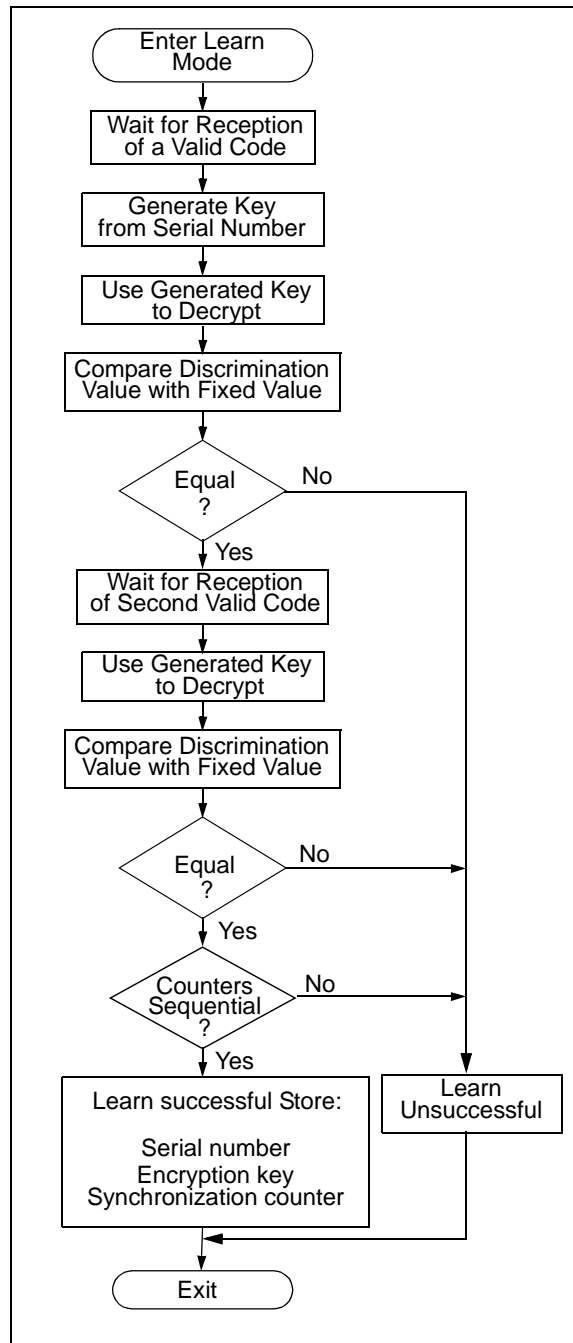 Enter Learn
Mode
Wait for Reception
of a Valid Code
Generate Key
from Serial Number
Use Generated Key
to Decrypt
Compare Discrimination
Value with Fixed Value
Equal
?
No
Yes
Wait for Reception
of Second Valid Code
Use Generated Key
to Decrypt
Compare Discrimination
Value with Fixed Value
Equal
?
No
Yes
Counters
Sequential
?
No
Yes
Learn successful Store:
Serial number
Encryption key
Synchronization counter
Learn
Unsuccessful
Exit